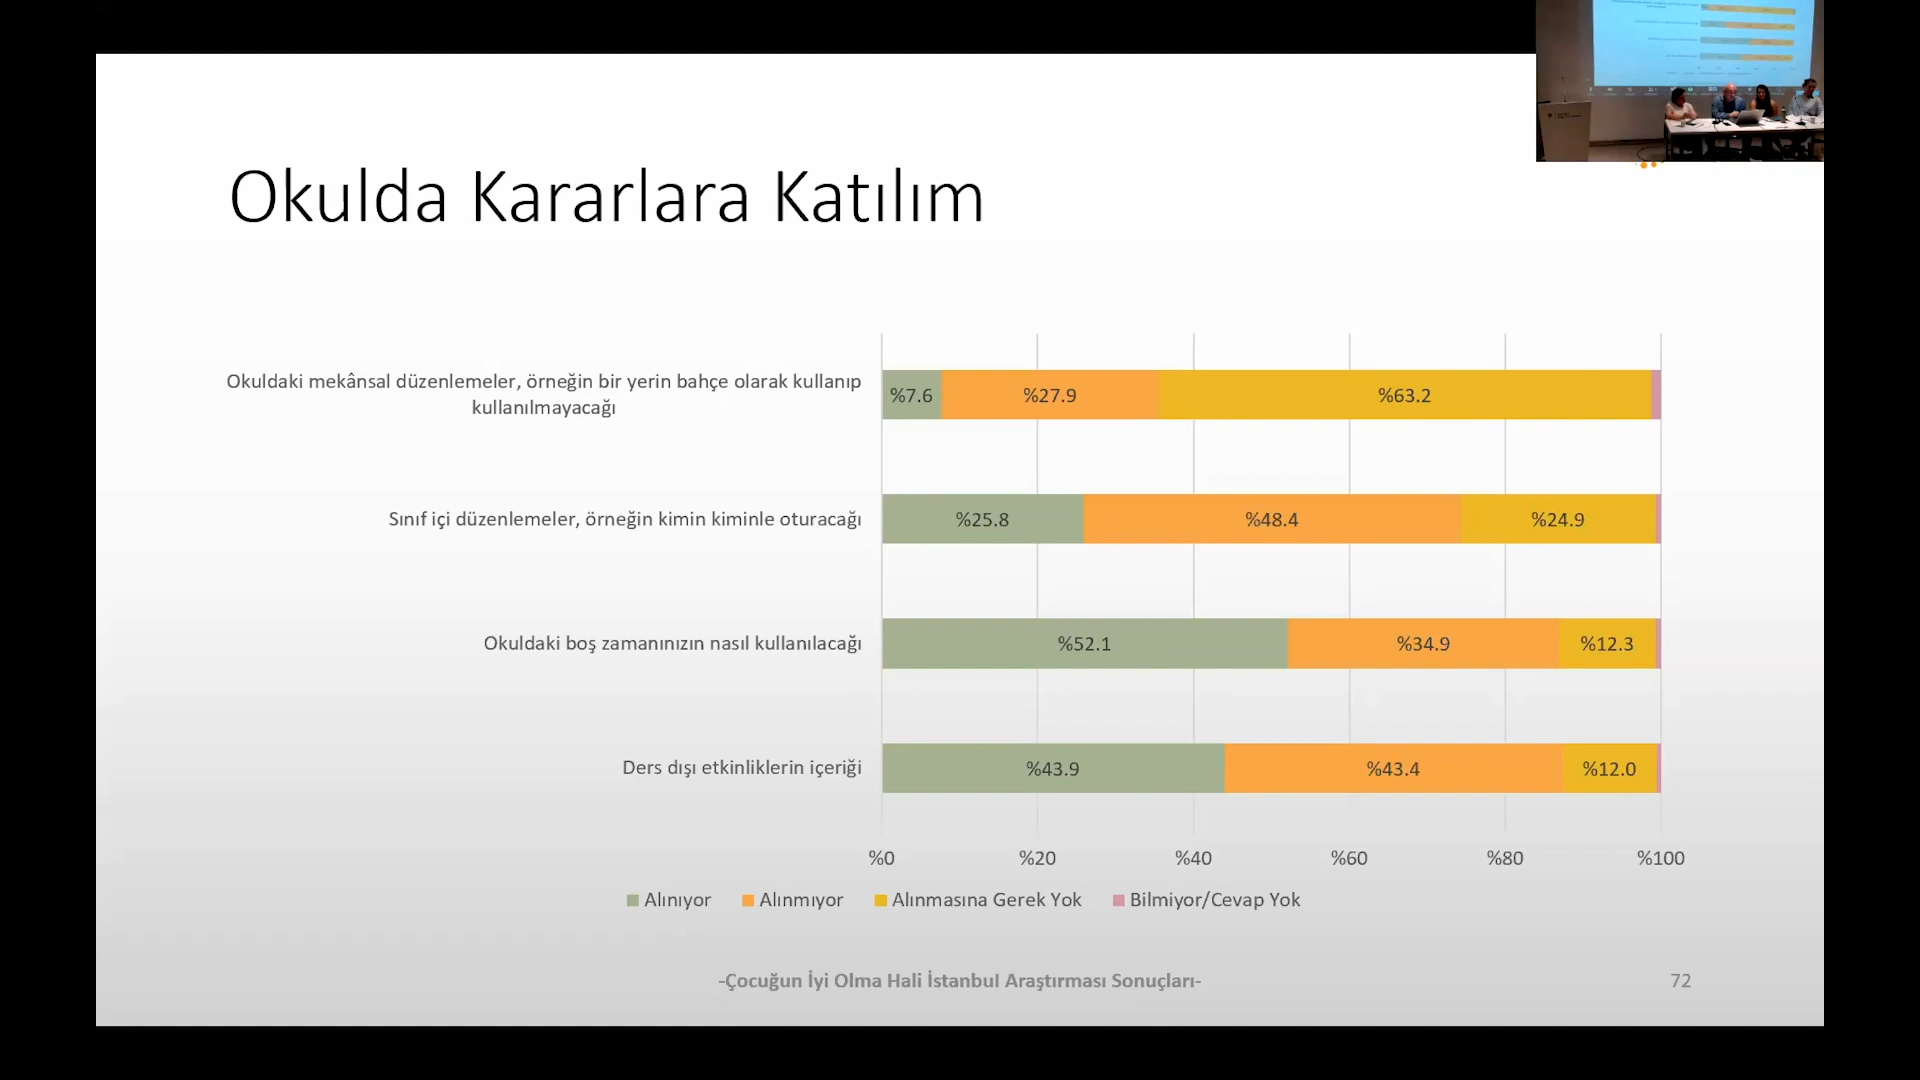 Okulda Kararlara Katılım
Okuldaki mekânsal düzenlemeler, örneğin bir yerin bahçe olarak kullanıp
kullanılmayacağı
%7.6 %27.9 %63.2
Sınıf içi düzenlemeler, örneğin kimin kiminle oturacağı
%25.8 %48.4 %24.9
Okuldaki boş zamanınızın nasıl kullanılacağı
%52.1 %34.9 %12.3
Ders dışı etkinliklerin içeriği
%43.9 %43.4 %12.0
%0 %20 %40 %60 %80 %100
Alınıyor Alınmıyor Alınmasına Gerek Yok Bilmiyor/Cevap Yok
-Çocuğun İyi Olma Hali İstanbul Araştırması Sonuçları-
72